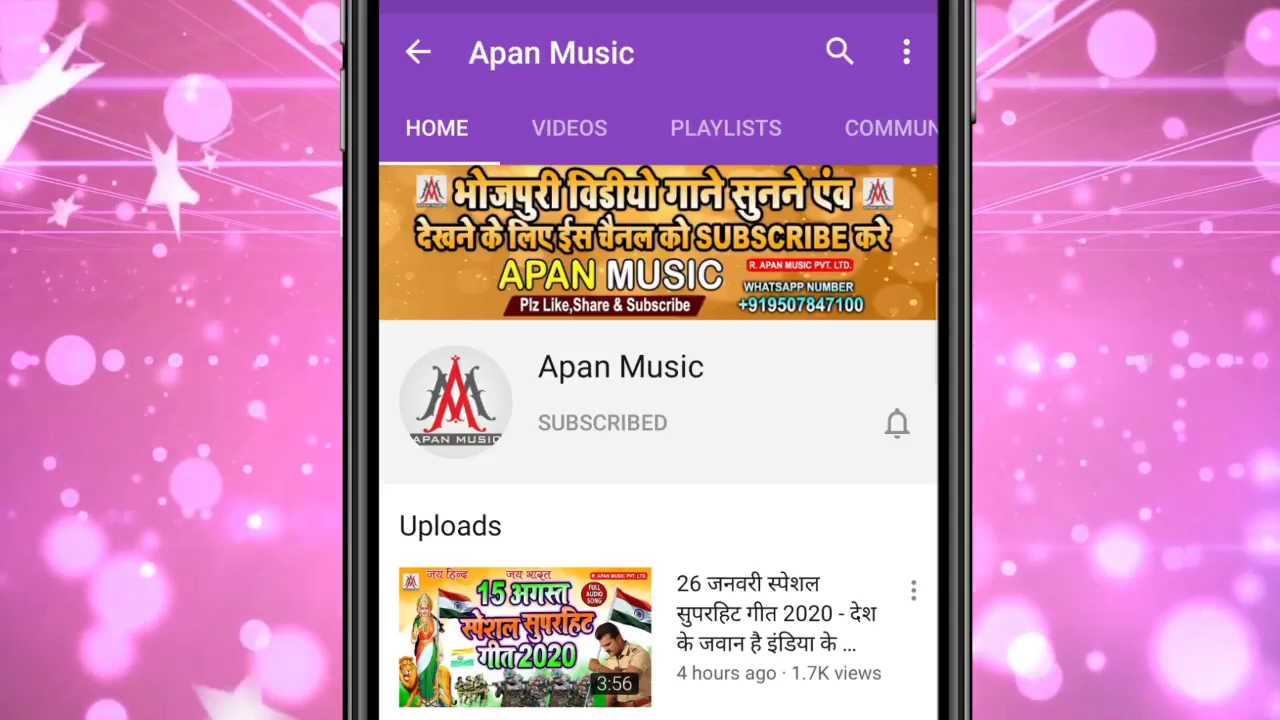 Apan Music
HOME VIDEOS PLAYLISTS COMMUN
भोजपुरी विडीयो गाने सुनने एंव
देखने के लिए ईस चैनल को SUBSCRIBE करे
APAN MUSIC
R. APAN MUSIC PVT. LTD.
WHATSAPP NUMBER
+919507847100
Plz Like,Share & Subscribe
APAN MUSIC
Apan Music
SUBSCRIBED
Uploads
जय हिन्द जय भारत
R. APAN MUSIC PVT. LTD.
15 अगस्त
FULL
AUDIO
SONG
स्पेशल सुपरहिट
गीत 2020
3:56
26 जनवरी स्पेशल
सुपरहिट गीत 2020 - देश
के जवान है इंडिया के ...
4 hours ago · 1.7K views